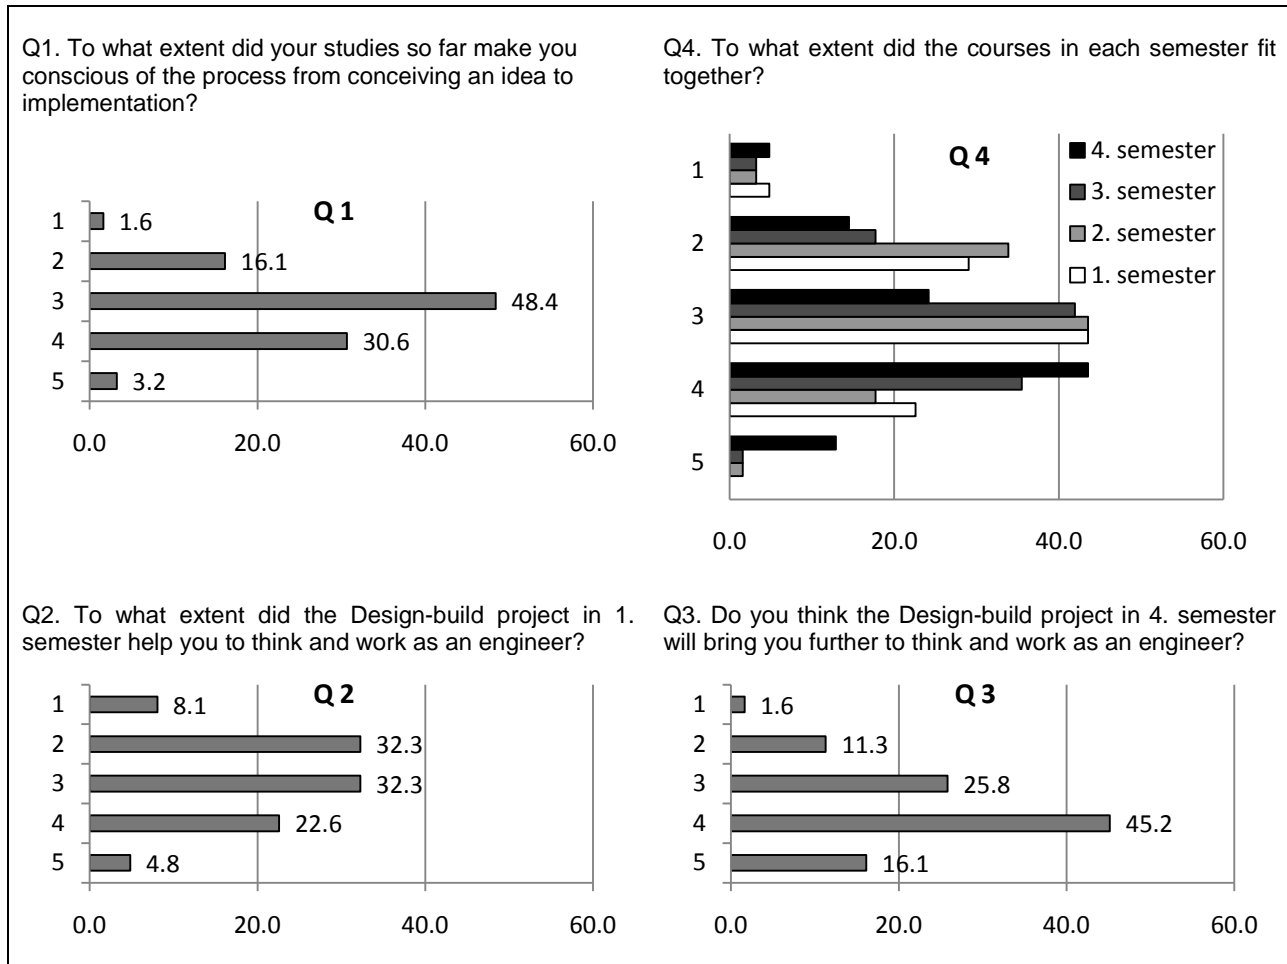 Q1. To what extent did your studies so far make you
conscious of the process from conceiving an idea to
implementation?
Q 1
1
1.6
2
16.1
3
48.4
4
30.6
5
3.2
0.0 20.0 40.0 60.0
Q4. To what extent did the courses in each semester fit
together?
Q 4
4. semester
3. semester
2. semester
1. semester
1
2
3
4
5
0.0 20.0 40.0 60.0
Q2. To what extent did the Design-build project in 1.
semester help you to think and work as an engineer?
Q 2
1
8.1
2
32.3
3
32.3
4
22.6
5
4.8
0.0 20.0 40.0 60.0
Q3. Do you think the Design-build project in 4. semester
will bring you further to think and work as an engineer?
Q 3
1
1.6
2
11.3
3
25.8
4
45.2
5
16.1
0.0 20.0 40.0 60.0